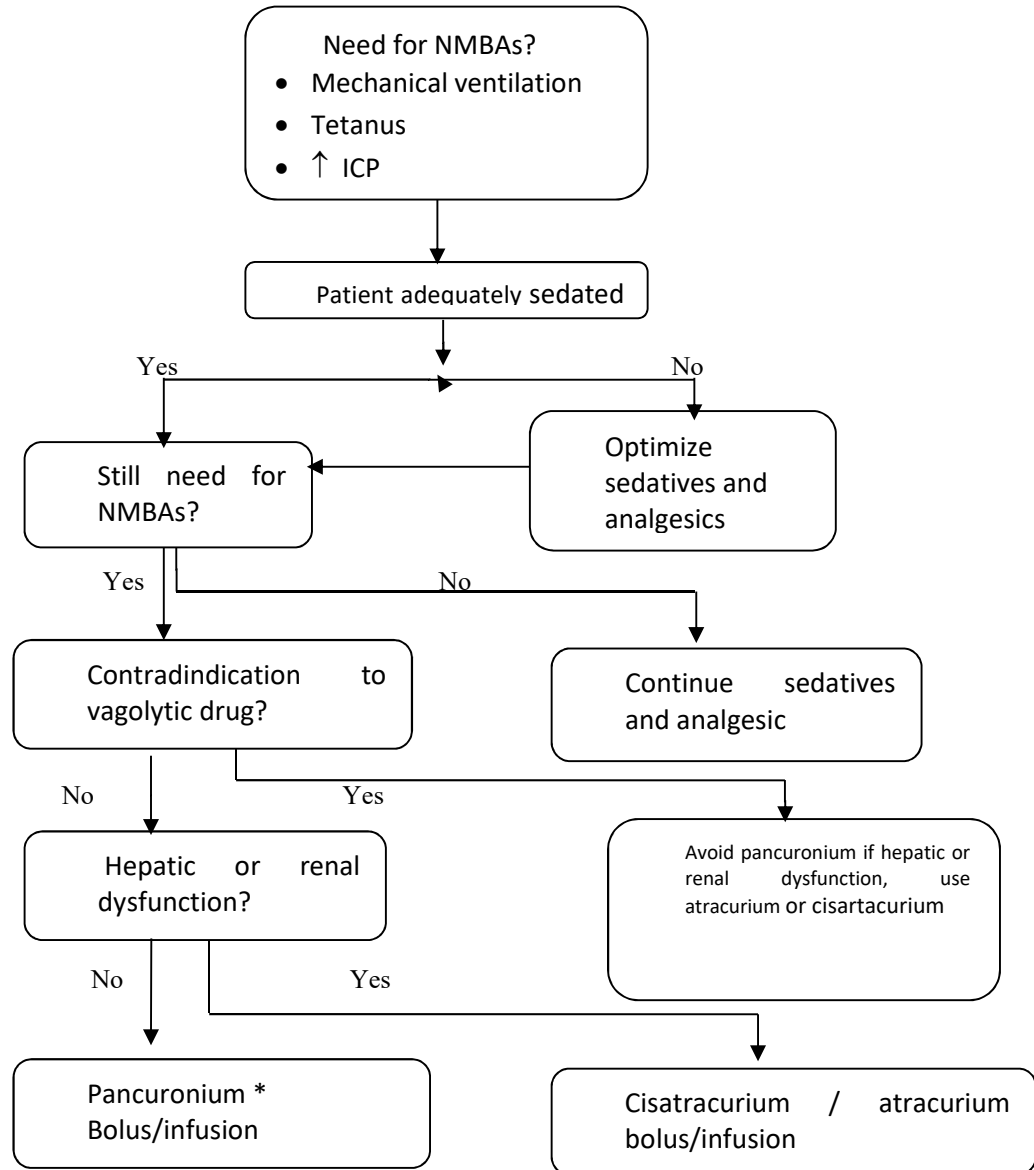 Need for NMBAs?
• Mechanical ventilation
• Tetanus
• ↑ ICP
Patient adequately sedated
Yes
No
Still need for
NMBAs?
Optimize
sedatives and
analgesics
Yes
No
Contradindication to
vagolytic drug?
Continue sedatives
and analgesic
No
Yes
Hepatic or renal
dysfunction?
Avoid pancuronium if hepatic or
renal dysfunction, use
atracurium or cisartacurium
No
Yes
Pancuronium *
Bolus/infusion
Cisatracurium / atracurium
bolus/infusion